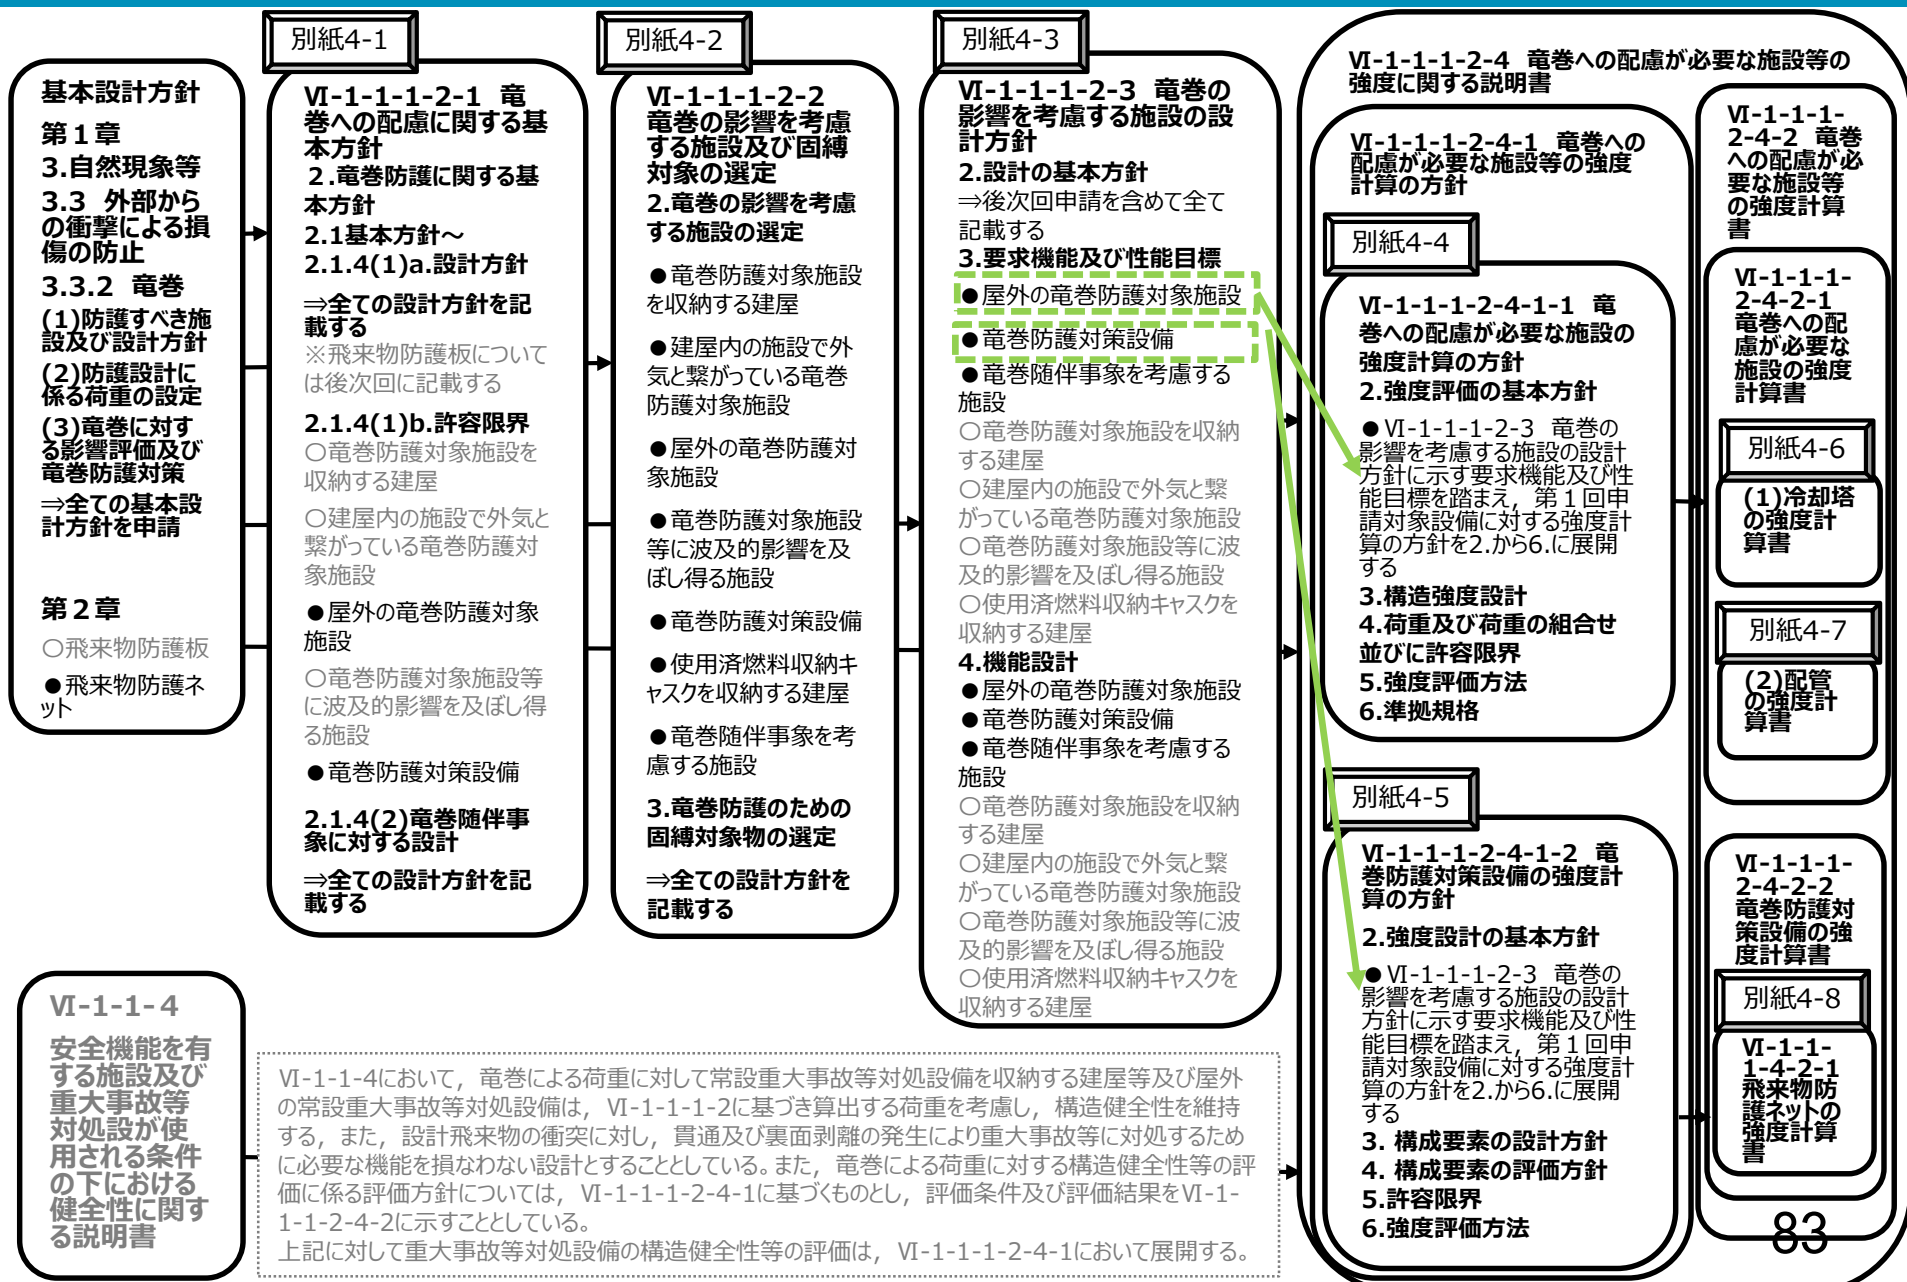 基本設計方針
第１章
3.自然現象等
3.3 外部から
の衝撃による損
傷の防止
3.3.2 竜巻
(1)防護すべき施
設及び設計方針
(2)防護設計に
係る荷重の設定
(3)竜巻に対す
る影響評価及び
竜巻防護対策
⇒全ての基本設
計方針を申請
第２章
○飛来物防護板
●飛来物防護ネ
ット
別紙4-1
Ⅵ-1-1-1-2-1 竜
巻への配慮に関する基
本方針
２.竜巻防護に関する基
本方針
2.1基本方針～
2.1.4(1)a.設計方針
⇒全ての設計方針を記
載する
※飛来物防護板について
は後次回に記載する
2.1.4(1)b.許容限界
○竜巻防護対象施設を
収納する建屋
○建屋内の施設で外気と
繋がっている竜巻防護対
象施設
●屋外の竜巻防護対象
施設
○竜巻防護対象施設等
に波及的影響を及ぼし得
る施設
●竜巻防護対策設備
2.1.4(2)竜巻随伴事
象に対する設計
⇒全ての設計方針を記
載する
別紙4-2
Ⅵ-1-1-1-2-2
竜巻の影響を考慮
する施設及び固縛
対象の選定
2.竜巻の影響を考慮
する施設の選定
●竜巻防護対象施設
を収納する建屋
●建屋内の施設で外
気と繋がっている竜巻
防護対象施設
●屋外の竜巻防護対
象施設
●竜巻防護対象施設
等に波及的影響を及
ぼし得る施設
●竜巻防護対策設備
●使用済燃料収納キ
ャスクを収納する建屋
●竜巻随伴事象を考
慮する施設
3.竜巻防護のための
固縛対象物の選定
⇒全ての設計方針を
記載する
別紙4-3
Ⅵ-1-1-1-2-3 竜巻の
影響を考慮する施設の設
計方針
2.設計の基本方針
⇒後次回申請を含めて全て
記載する
3.要求機能及び性能目標
●屋外の竜巻防護対象施設
●竜巻防護対策設備
●竜巻随伴事象を考慮する
施設
○竜巻防護対象施設を収納
する建屋
○建屋内の施設で外気と繋
がっている竜巻防護対象施設
○竜巻防護対象施設等に波
及的影響を及ぼし得る施設
○使用済燃料収納キャスクを
収納する建屋
4.機能設計
●屋外の竜巻防護対象施設
●竜巻防護対策設備
●竜巻随伴事象を考慮する
施設
○竜巻防護対象施設を収納
する建屋
○建屋内の施設で外気と繋
がっている竜巻防護対象施設
○竜巻防護対象施設等に波
及的影響を及ぼし得る施設
○使用済燃料収納キャスクを
収納する建屋
Ⅵ-1-1-1-2-4 竜巻への配慮が必要な施設等の
強度に関する説明書
Ⅵ-1-1-1-2-4-1 竜巻への
配慮が必要な施設等の強度
計算の方針
別紙4-4
Ⅵ-1-1-1-2-4-1-1 竜
巻への配慮が必要な施設の
強度計算の方針
2.強度評価の基本方針
●Ⅵ-1-1-1-2-3 竜巻の
影響を考慮する施設の設計
方針に示す要求機能及び性
能目標を踏まえ，第１回申
請対象設備に対する強度計
算の方針を2.から6.に展開
する
3.構造強度設計
4.荷重及び荷重の組合せ
並びに許容限界
5.強度評価方法
6.準拠規格
別紙4-5
Ⅵ-1-1-1-2-4-1-2 竜
巻防護対策設備の強度計
算の方針
2.強度設計の基本方針
●Ⅵ-1-1-1-2-3 竜巻の
影響を考慮する施設の設計
方針に示す要求機能及び性
能目標を踏まえ，第１回申
請対象設備に対する強度計
算の方針を2.から6.に展開
する
3. 構成要素の設計方針
4. 構成要素の評価方針
5.許容限界
6.強度評価方法
Ⅵ-1-1-1-
2-4-2 竜巻
への配慮が必
要な施設等
の強度計算
書
Ⅵ-1-1-1-
2-4-2-1
竜巻への配
慮が必要な
施設の強度
計算書
別紙4-6
(1)冷却塔
の強度計
算書
別紙4-7
(2)配管
の強度計
算書
Ⅵ-1-1-1-
2-4-2-2
竜巻防護対
策設備の強
度計算書
別紙4-8
Ⅵ-1-1-
1-4-2-1
飛来物防
護ネットの
強度計算
書
Ⅵ-1-1-4
安全機能を有
する施設及び
重大事故等
対処設が使
用される条件
の下における
健全性に関す
る説明書
Ⅵ-1-1-4において，竜巻による荷重に対して常設重大事故等対処設備を収納する建屋等及び屋外
の常設重大事故等対処設備は，Ⅵ-1-1-1-2に基づき算出する荷重を考慮し，構造健全性を維持
する，また，設計飛来物の衝突に対し，貫通及び裏面剥離の発生により重大事故等に対処するため
に必要な機能を損なわない設計とすることとしている。また，竜巻による荷重に対する構造健全性等の評
価に係る評価方針については，Ⅵ-1-1-1-2-4-1に基づくものとし，評価条件及び評価結果をⅥ-1-
1-1-2-4-2に示すこととしている。
上記に対して重大事故等対処設備の構造健全性等の評価は，Ⅵ-1-1-1-2-4-1において展開する。
83